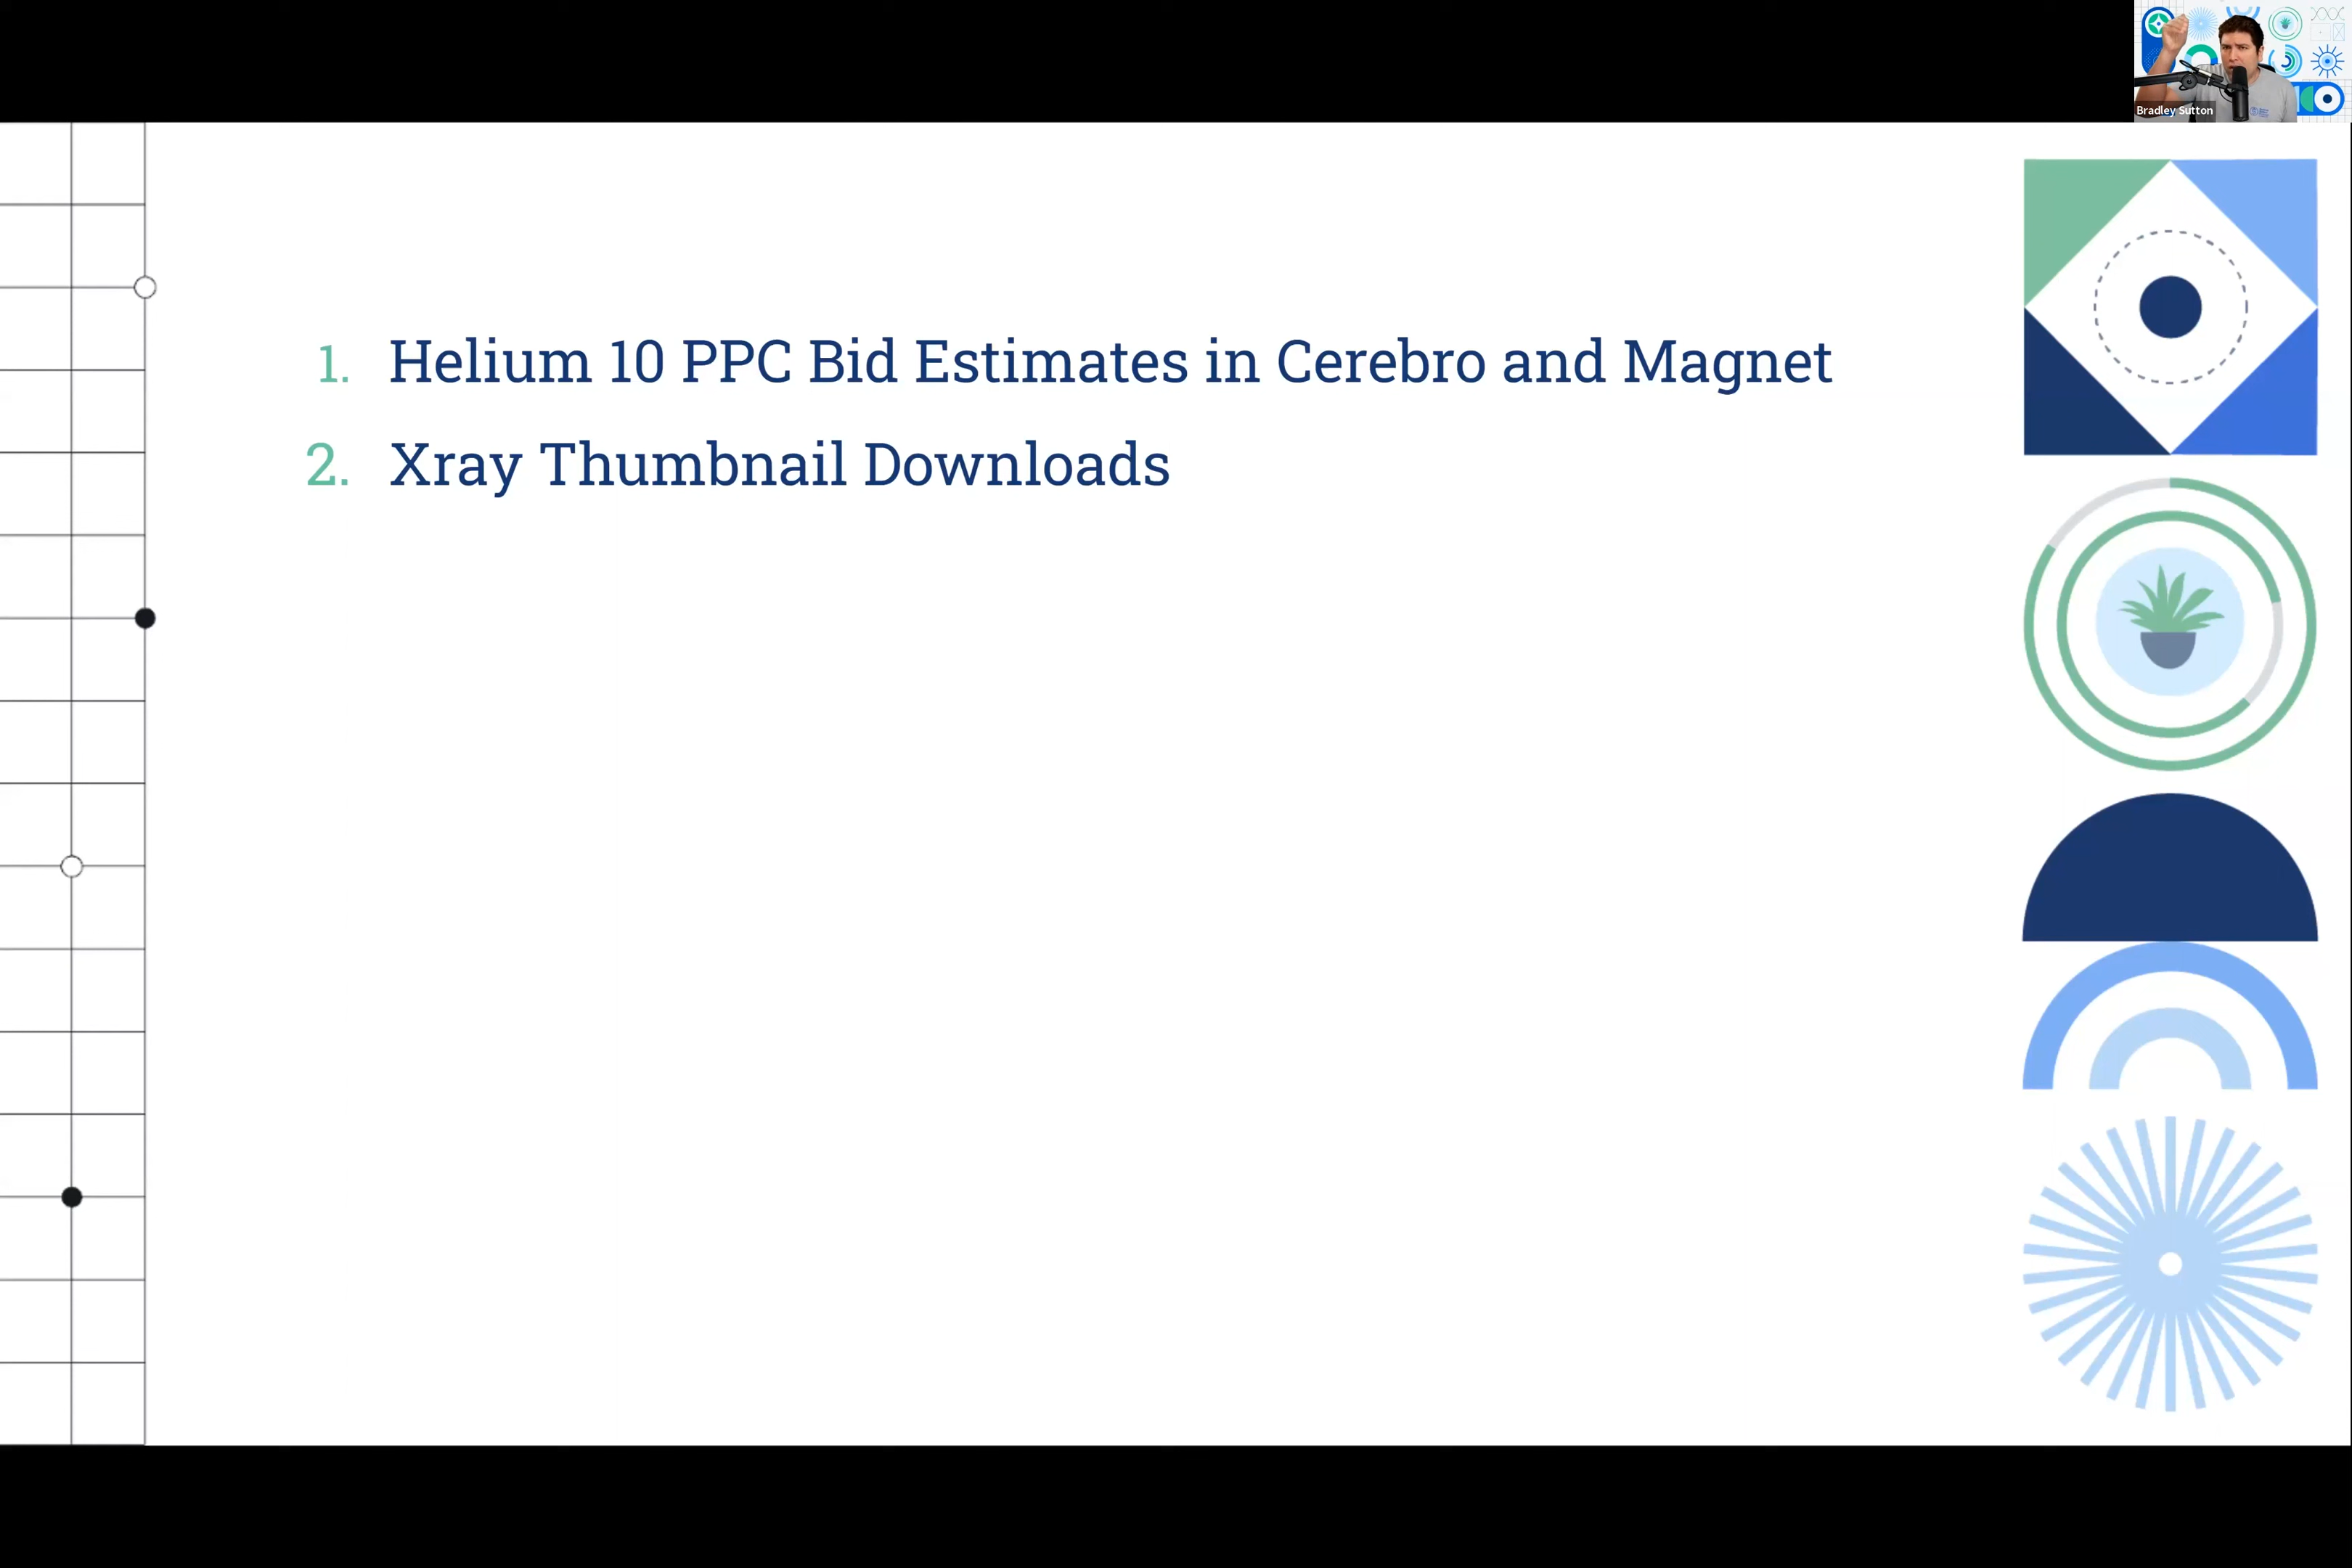 Bradley Sutton
1. Helium 10 PPC Bid Estimates in Cerebro and Magnet
2. Xray Thumbnail Downloads